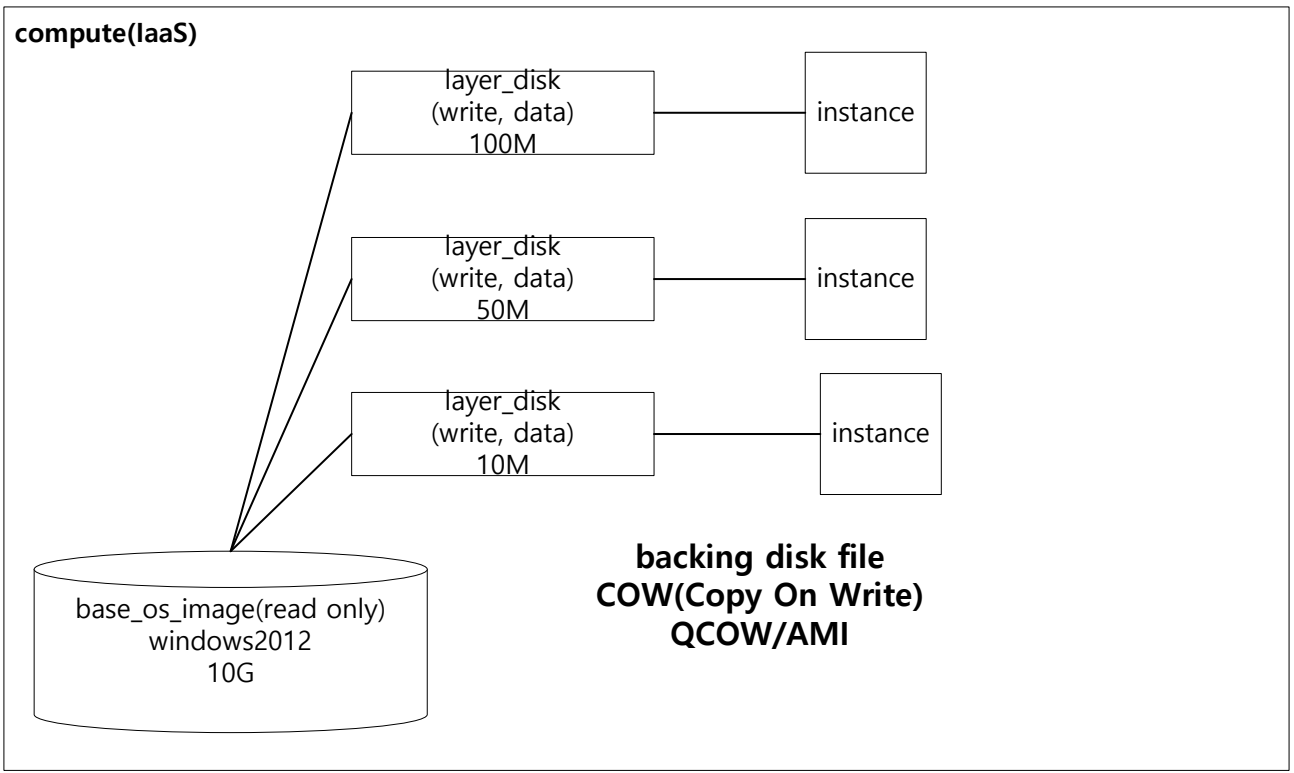 compute(IaaS)
layer_disk
(write, data)
100M
instance
layer_disk
(write, data)
50M
instance
layer_disk
(write, data)
10M
instance
base_os_image(read only)
windows2012
10G
backing disk file
COW(Copy On Write)
QCOW/AMI